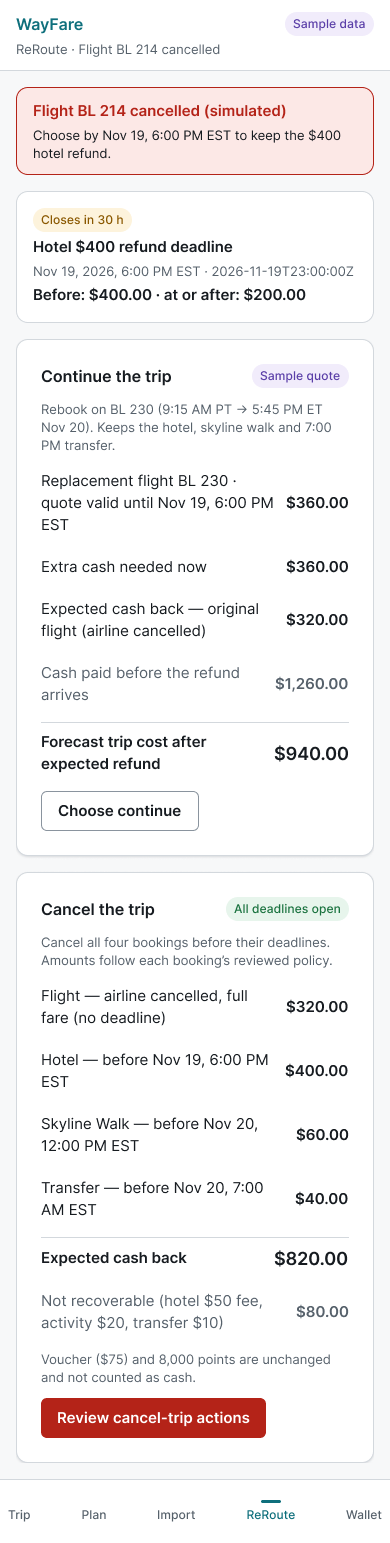 WayFare
Sample data
ReRoute · Flight BL 214 cancelled
Flight BL 214 cancelled (simulated)
Choose by Nov 19, 6:00 PM EST to keep the $400
hotel refund.
Closes in 30 h
Hotel $400 refund deadline
Nov 19, 2026, 6:00 PM EST · 2026-11-19T23:00:00Z
Before: $400.00 · at or after: $200.00
Continue the trip
Sample quote
Rebook on BL 230 (9:15 AM PT → 5:45 PM ET
Nov 20). Keeps the hotel, skyline walk and 7:00
PM transfer.
Replacement flight BL 230 ·
quote valid until Nov 19, 6:00 PM
EST
$360.00
Extra cash needed now
$360.00
Expected cash back — original
flight (airline cancelled)
$320.00
Cash paid before the refund
arrives
$1,260.00
Forecast trip cost after
expected refund
$940.00
Choose continue
Cancel the trip
All deadlines open
Cancel all four bookings before their deadlines.
Amounts follow each booking’s reviewed policy.
Flight — airline cancelled, full
fare (no deadline)
$320.00
Hotel — before Nov 19, 6:00 PM
EST
$400.00
Skyline Walk — before Nov 20,
12:00 PM EST
$60.00
Transfer — before Nov 20, 7:00
AM EST
$40.00
Expected cash back
$820.00
Not recoverable (hotel $50 fee,
activity $20, transfer $10)
$80.00
Voucher ($75) and 8,000 points are unchanged
and not counted as cash.
Review cancel-trip actions
Trip
Plan
Import
ReRoute
Wallet